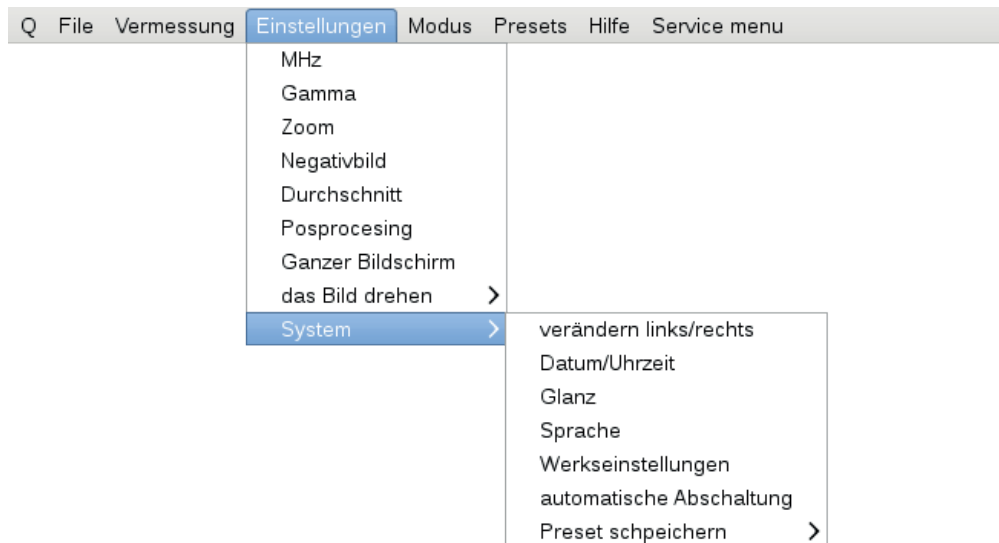 Q File Vermessung Einstellungen Modus Presets Hilfe Service menu
MHz
Gamma
Zoom
Negativbild
Durchschnitt
Posprocesing
Ganzer Bildschirm
das Bild drehen
System
verändern links/rechts
Datum/Uhrzeit
Glanz
Sprache
Werkseinstellungen
automatische Abschaltung
Preset schpeichern